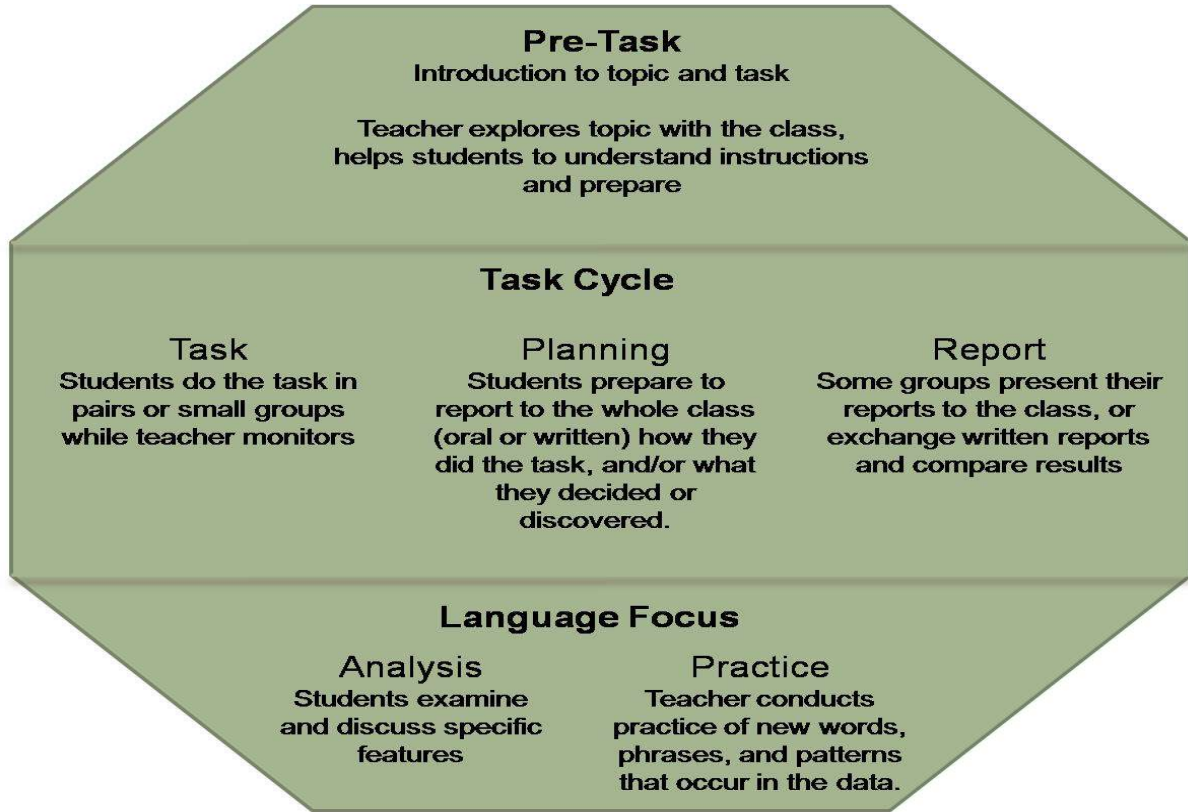 Pre-Task
Introduction to topic and task
Teacher explores topic with the class,
helps students to understand instructions
and prepare
Task Cycle
Task
Students do the task in
pairs or small groups
while teacher monitors
Planning
Students prepare to
report to the whole class
(oral or written) how they
did the task, and/or what
they decided or
discovered.
Report
Some groups present their
reports to the class, or
exchange written reports
and compare results
Language Focus
Analysis
Students examine
and discuss specific
features
Practice
Teacher conducts
practice of new words,
phrases, and patterns
that occur in the data.